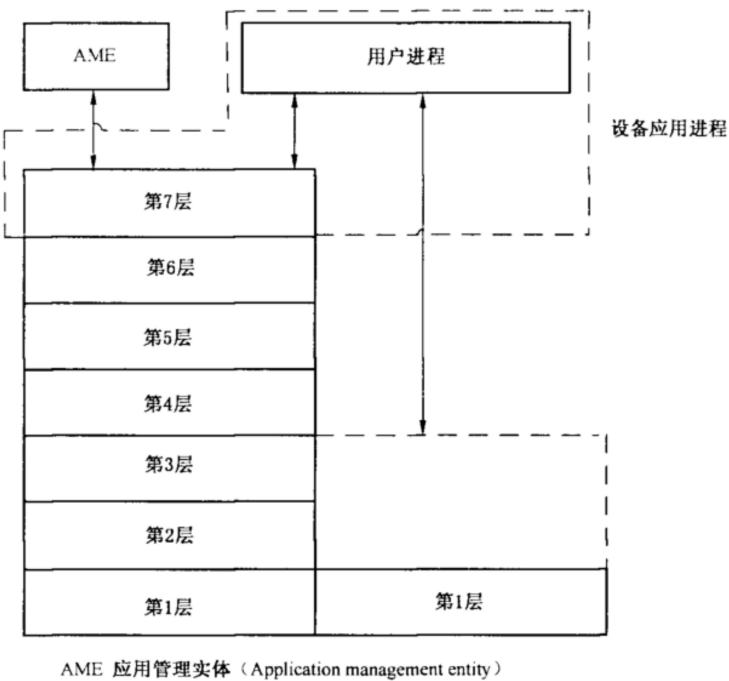 AME
用户进程
设备应用进程
第7层
第6层
第5层
第4层
第3层
第2层
第1层
第1层
AME 应用管理实体（Application management entity）